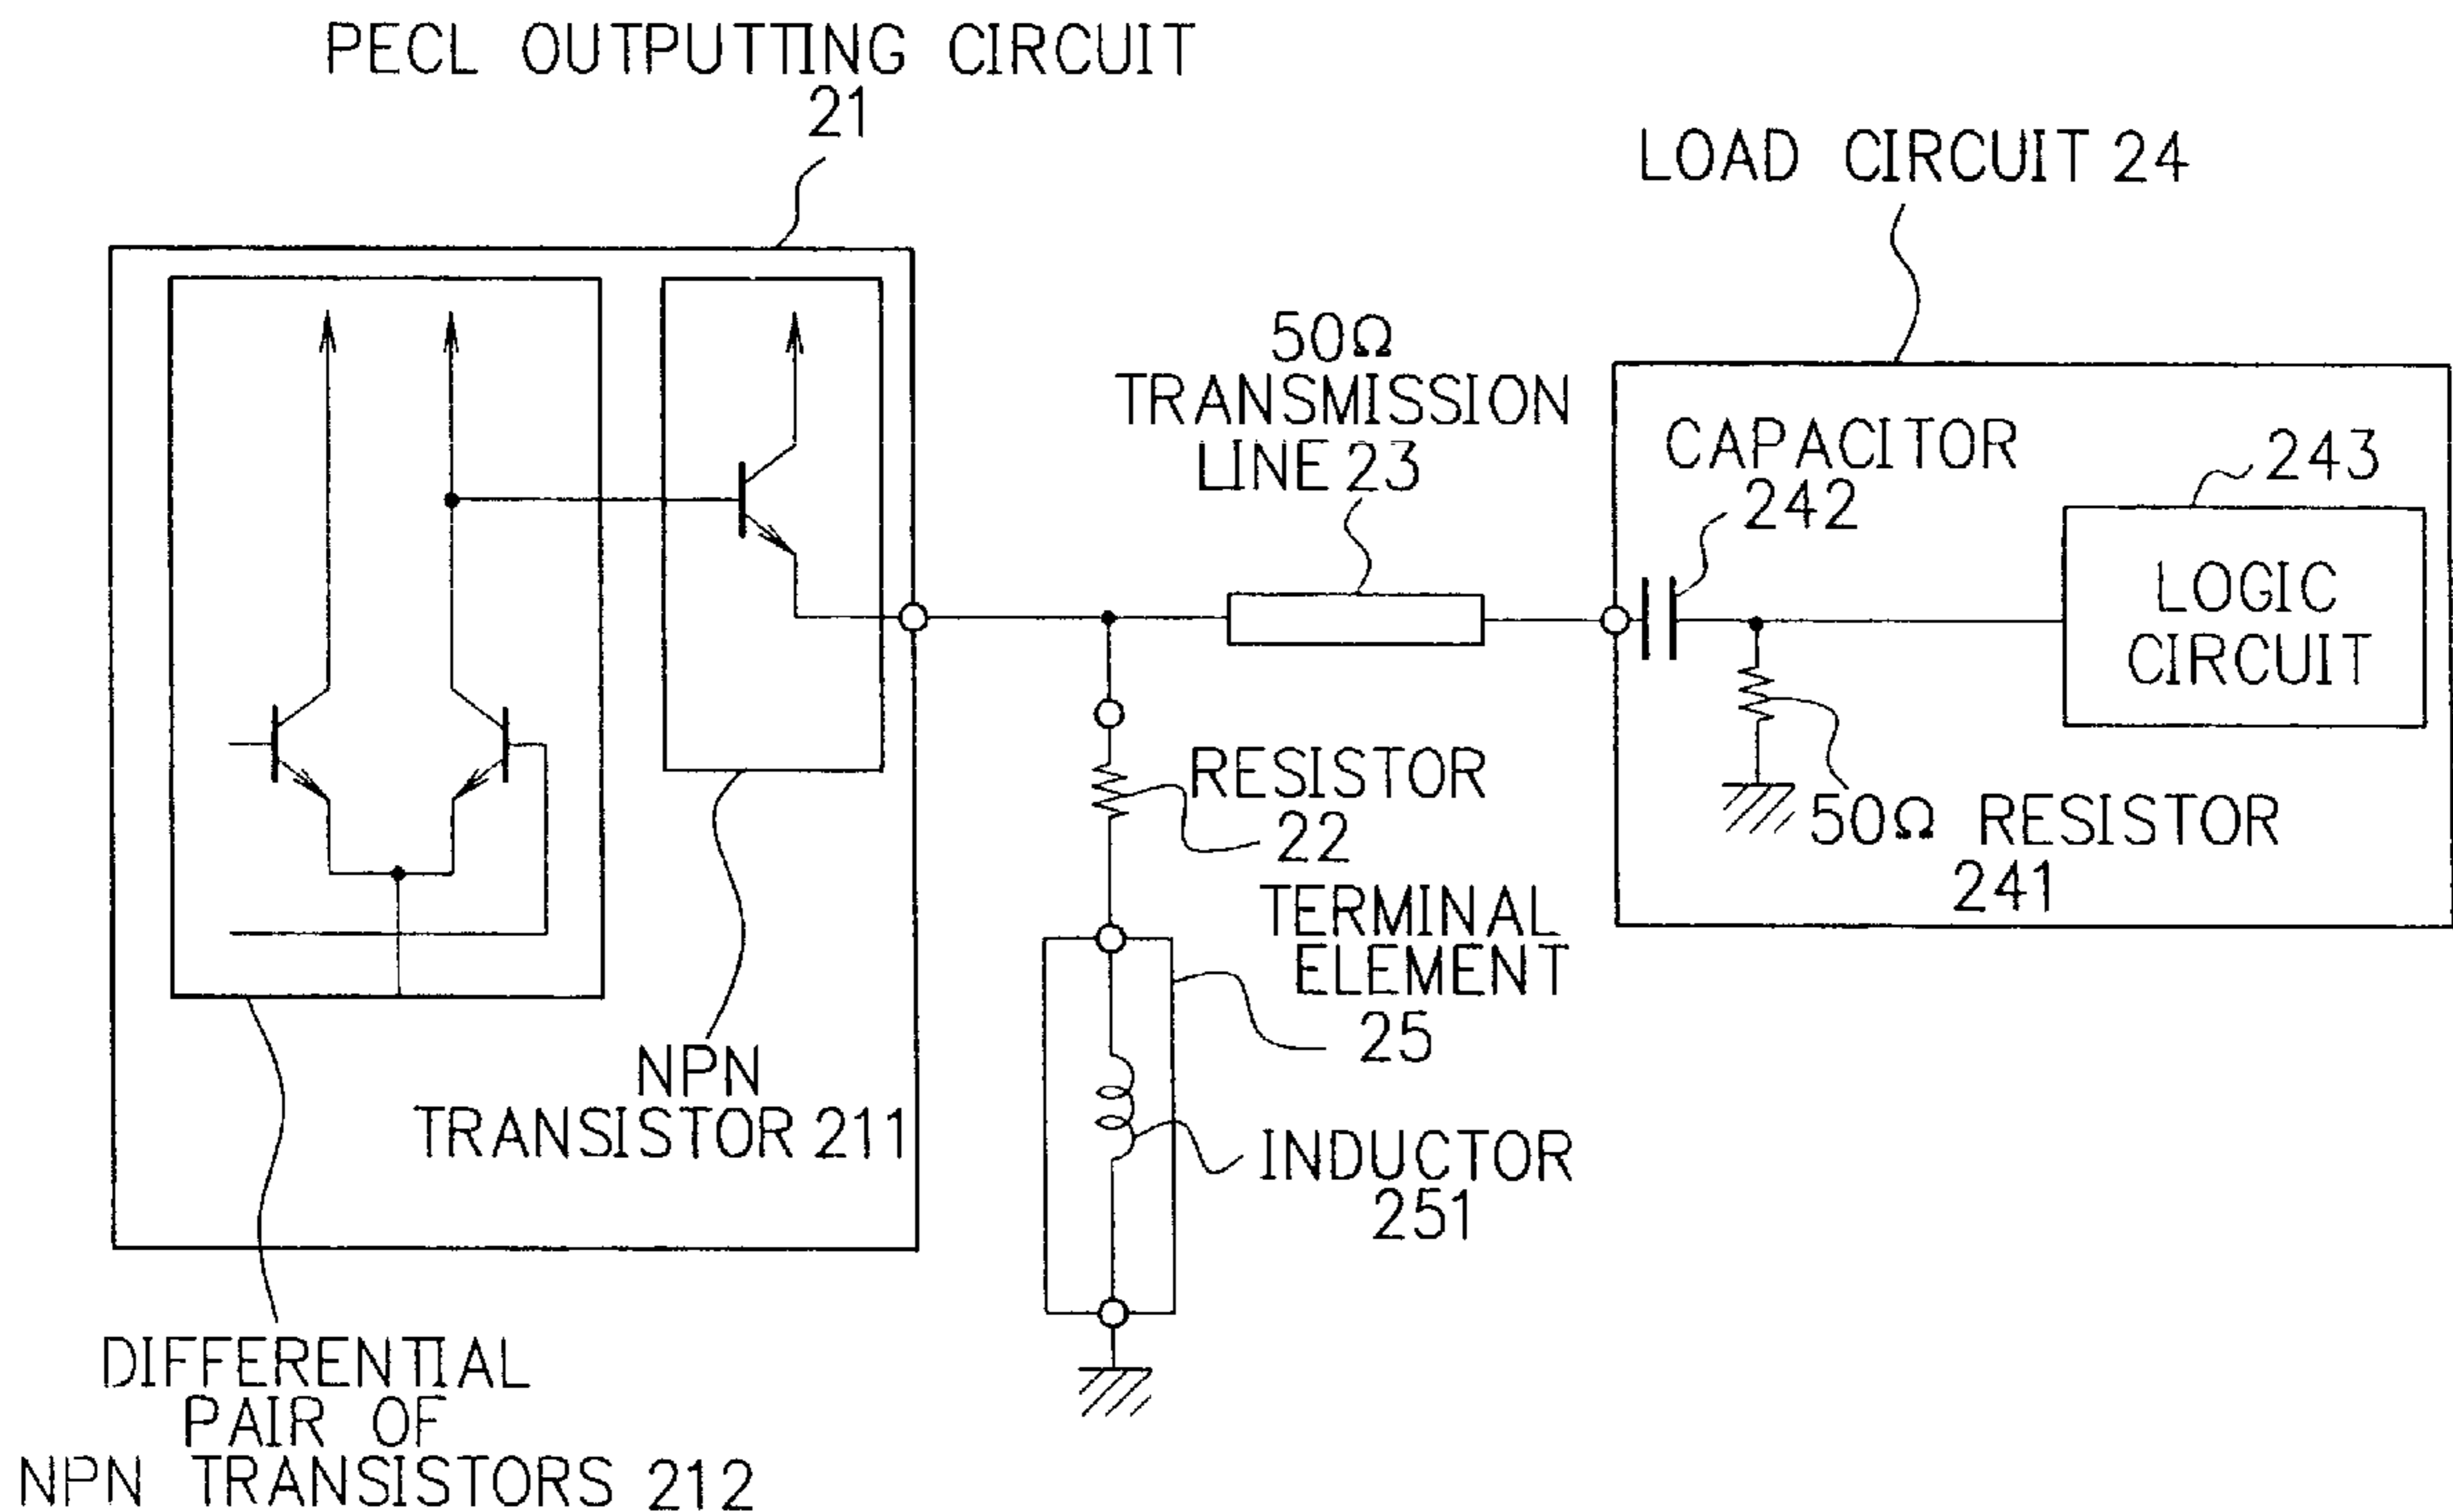 PECL OUTPUTTING CIRCUIT
21
LOAD CIRCUIT 24
50Ω
TRANSMISSION
LINE 23
CAPACITOR
242
243
LOGIC
CIRCUIT
RESISTOR
22
50Ω RESISTOR
241
TERMINAL
ELEMENT
25
NPN
TRANSISTOR 211
INDUCTOR
251
DIFFERENTIAL
PAIR OF
NPN TRANSISTORS 212